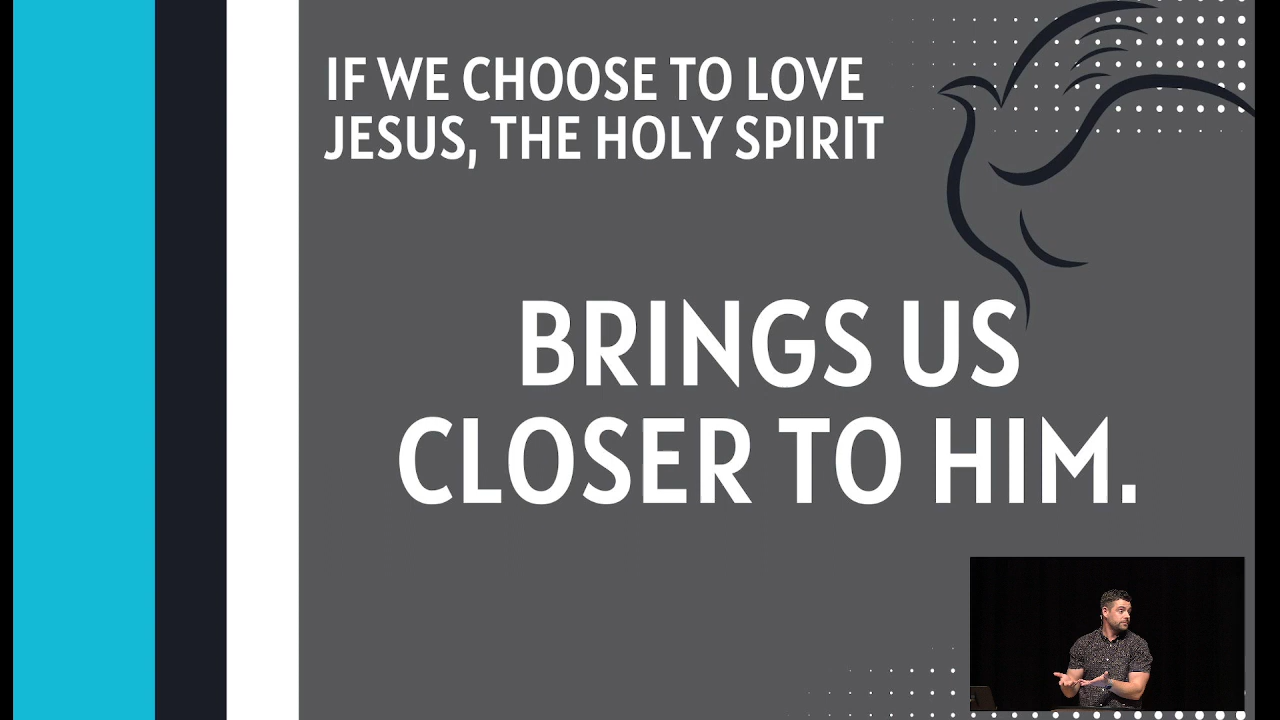 IF WE CHOOSE TO LOVE
JESUS, THE HOLY SPIRIT
BRINGS US
CLOSER TO HIM.